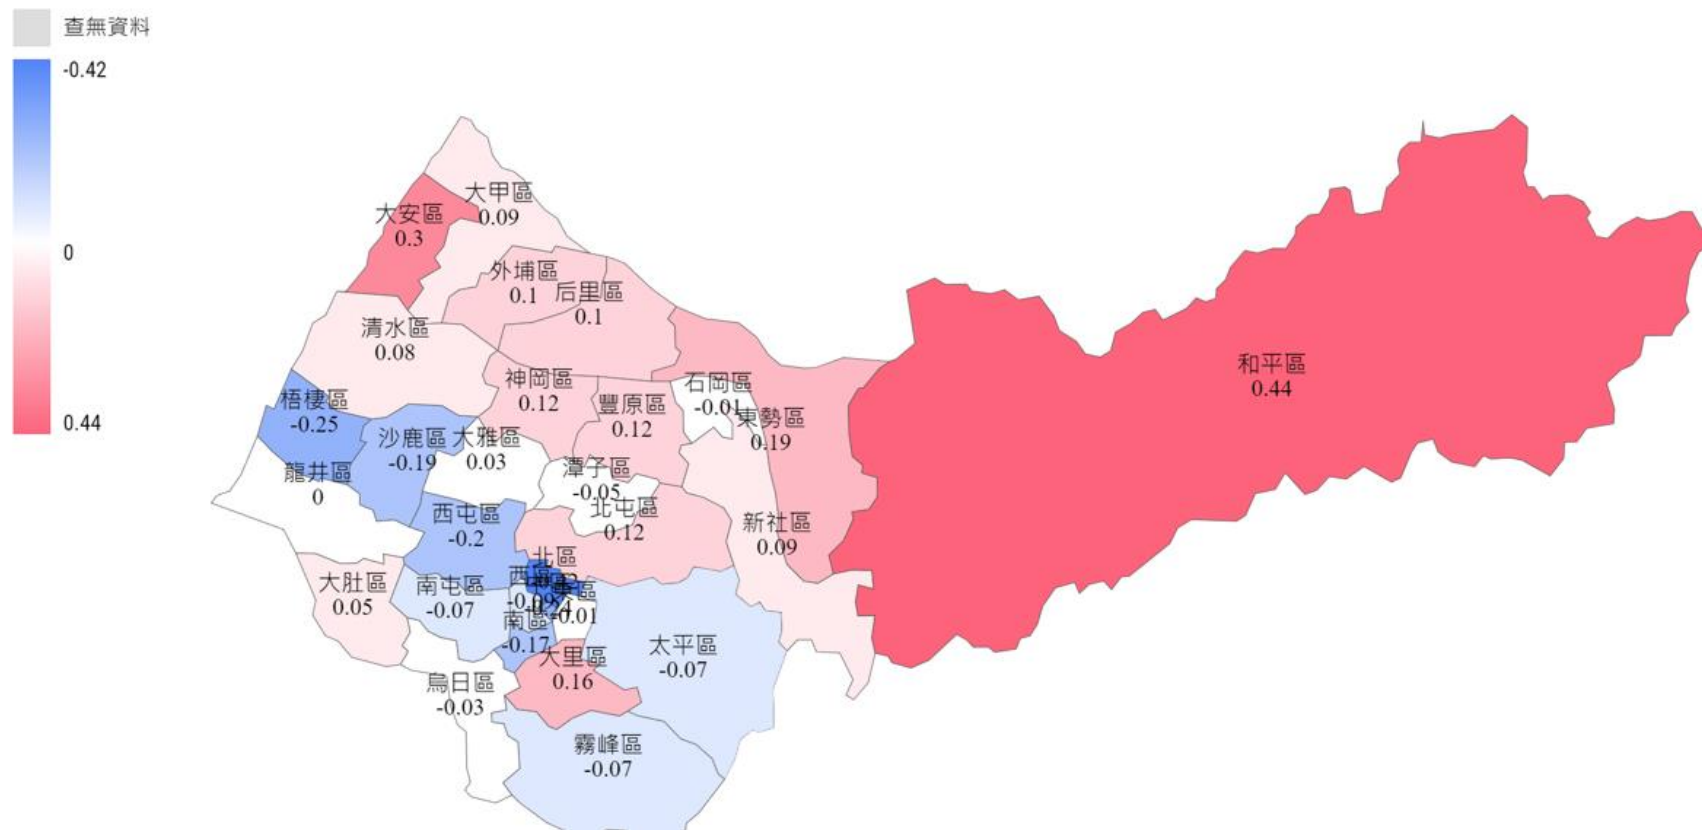 查無資料
-0.42
0
0.44
大甲區
0.09
大安區
0.3
外埔區
0.1
后里區
0.1
清水區
0.08
和平區
0.44
神岡區
0.12
石岡區
-0.01
梧棲區
-0.25
豐原區
0.12
東勢區
0.19
沙鹿區
-0.19
大雅區
0.03
龍井區
0
潭子區
-0.05
北屯區
0.12
西屯區
-0.2
新社區
0.09
北區
西區
-0.09
區
-0.01
大肚區
0.05
南屯區
-0.07
南區
-0.17
太平區
-0.07
大里區
0.16
烏日區
-0.03
霧峰區
-0.07